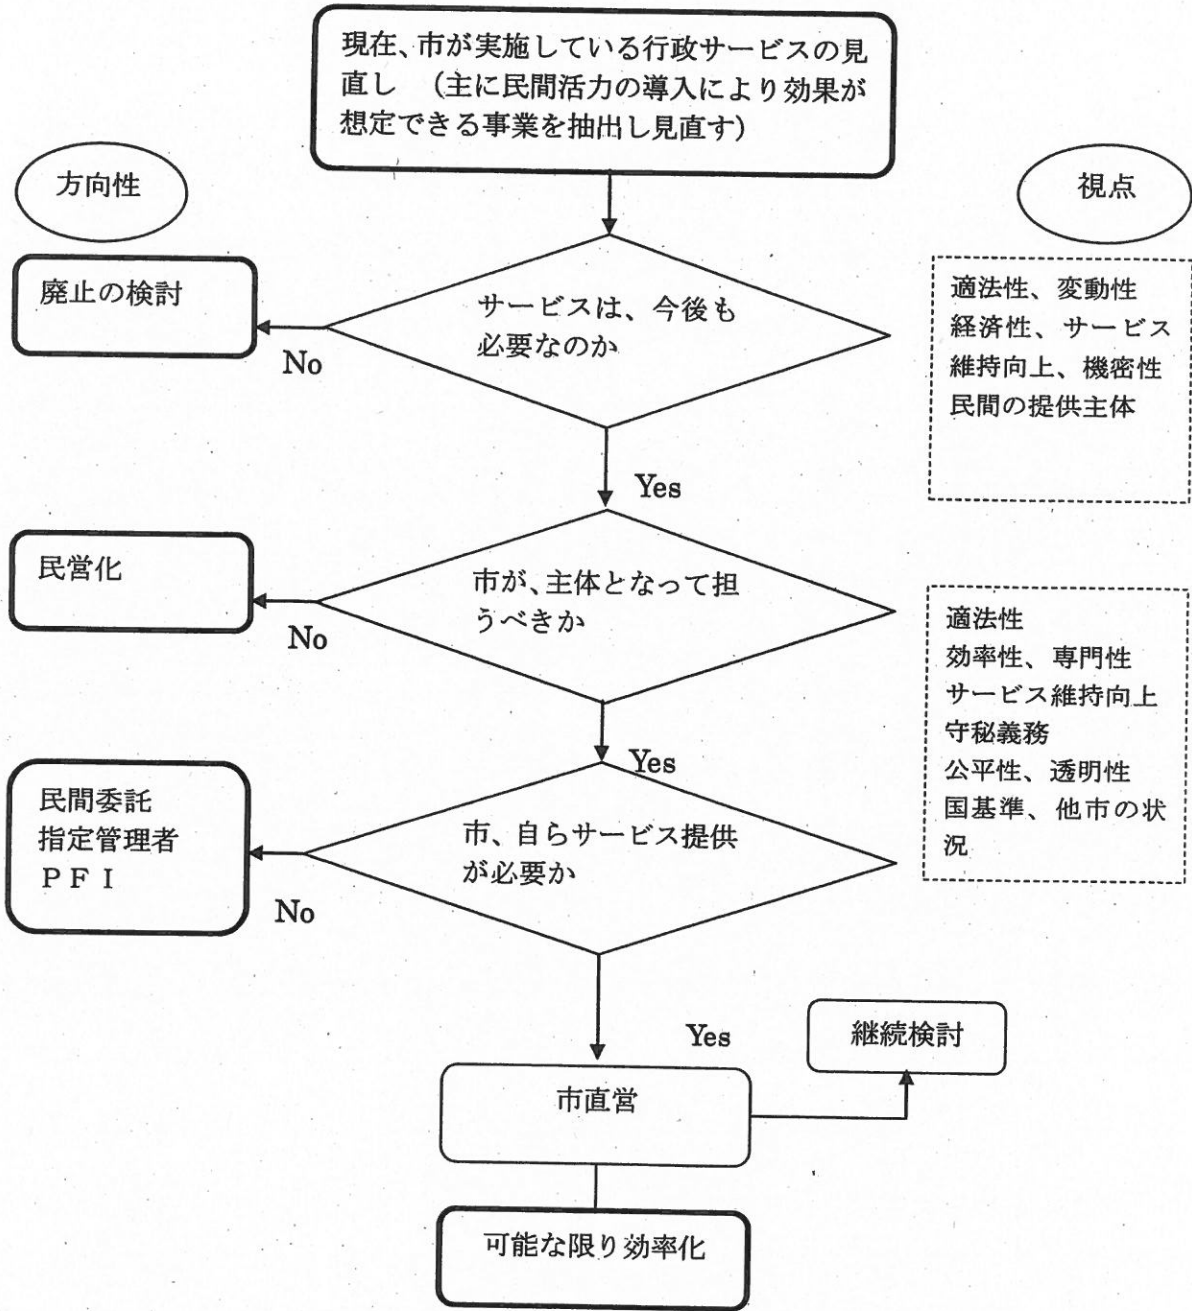 現在、市が実施している行政サービスの見
直し　（主に民間活力の導入により効果が
想定できる事業を抽出し見直す）
方向性
視点
廃止の検討
サービスは、今後も
必要なのか
No
適法性、変動性
経済性、サービス
維持向上、機密性
民間の提供主体
Yes
民営化
市が、主体となって担
うべきか
No
適法性
効率性、専門性
サービス維持向上
守秘義務
公平性、透明性
国基準、他市の状
況
Yes
民間委託
指定管理者
ＰＦＩ
市、自らサービス提供
が必要か
No
Yes
継続検討
市直営
可能な限り効率化